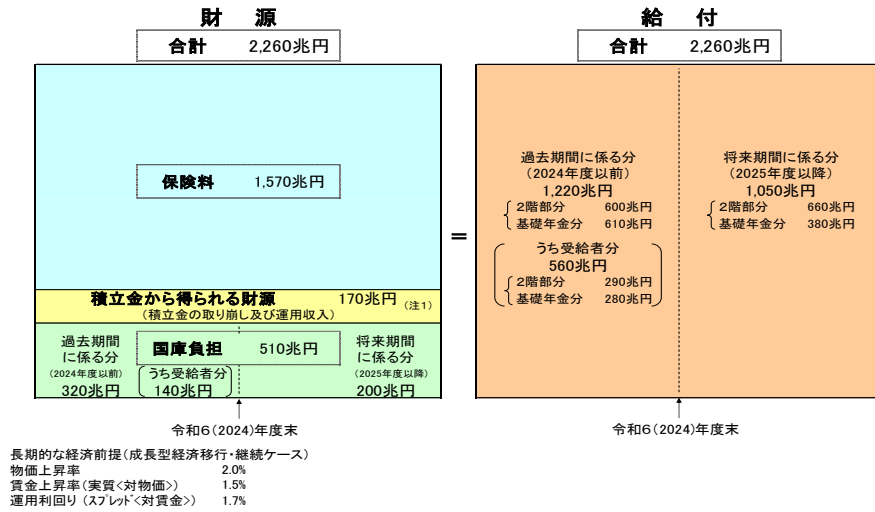 財　源
合計 2,260兆円
保険料 1,570兆円
積立金から得られる財源 170兆円 (注1)
(積立金の取り崩し及び運用収入)
国庫負担 510兆円
過去期間
に係る分
(2024年度以前)
320兆円
うち受給者分
140兆円
将来期間
に係る分
(2025年度以降)
200兆円
令和6(2024)年度末
＝
給　付
合計 2,260兆円
過去期間に係る分
(2024年度以前)
1,220兆円
2階部分 600兆円
基礎年金分 610兆円
うち受給者分
560兆円
2階部分 290兆円
基礎年金分 280兆円
将来期間に係る分
(2025年度以降)
1,050兆円
2階部分 660兆円
基礎年金分 380兆円
令和6(2024)年度末
長期的な経済前提(成長型経済移行・継続ケース)
物価上昇率 2.0%
賃金上昇率(実質<対物価>) 1.5%
運用利回り(スプレッド<対賃金>) 1.7%